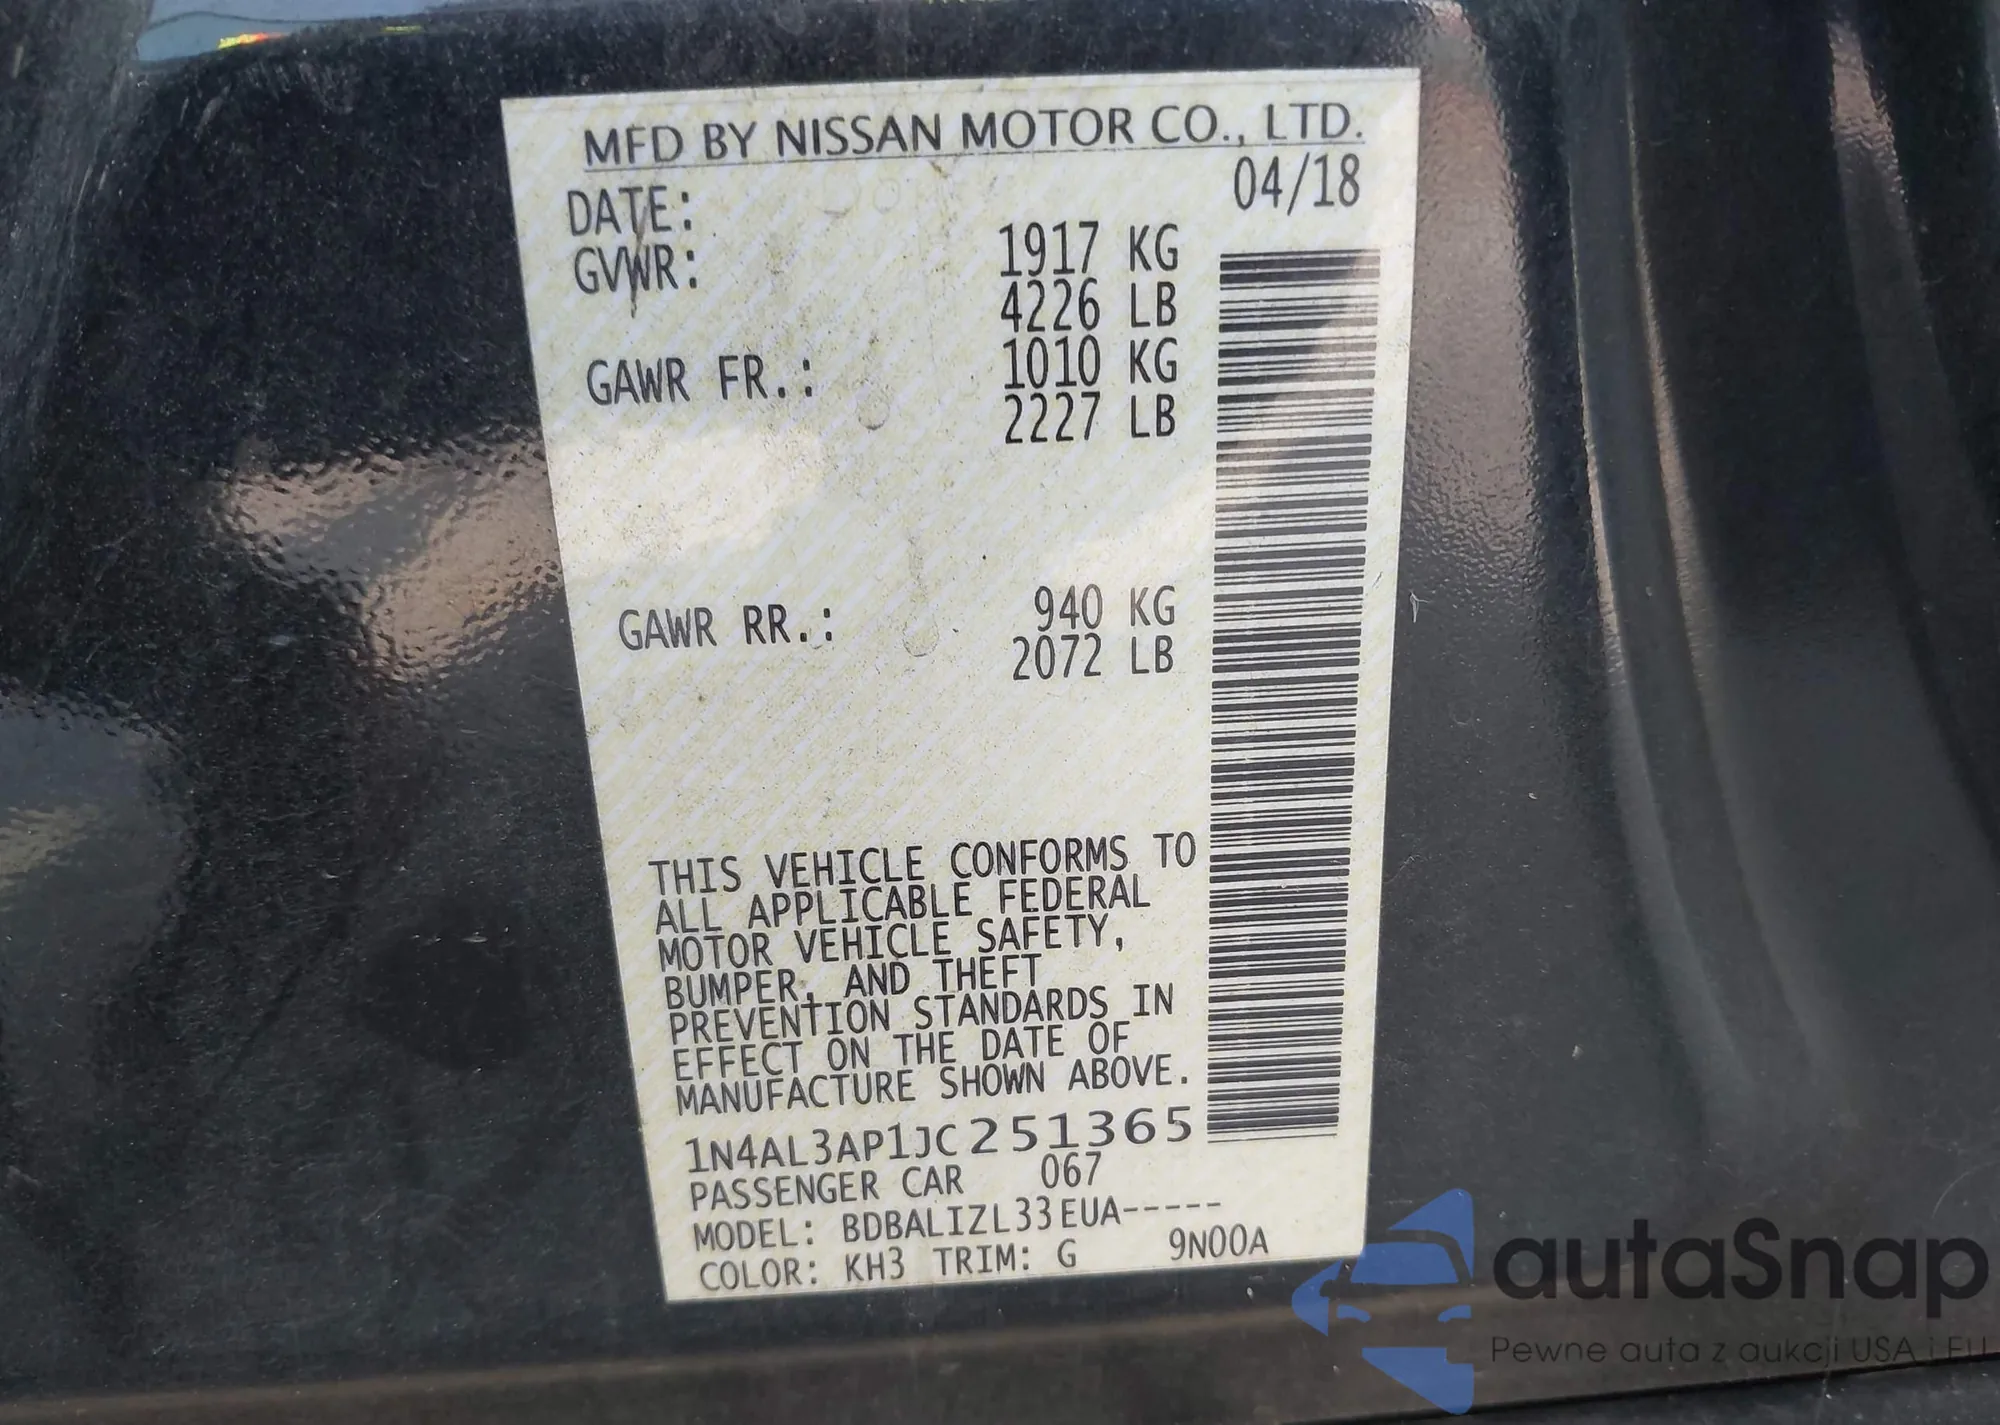 MFD BY NISSAN MOTOR CO., LTD.
DATE: 04/18
GVWR: 1917 KG
4226 LB
GAWR FR.: 1010 KG
2227 LB
GAWR RR.: 940 KG
2072 LB
THIS VEHICLE CONFORMS TO
ALL APPLICABLE FEDERAL
MOTOR VEHICLE SAFETY,
BUMPER, AND THEFT
PREVENTION STANDARDS IN
EFFECT ON THE DATE OF
MANUFACTURE SHOWN ABOVE.
1N4AL3AP1JC251365
PASSENGER CAR 067
MODEL: BDBALIZL33EUA-----
COLOR: KH3 TRIM: G 9N00A
autaSnap
Pewne auta z aukcji USA i EU